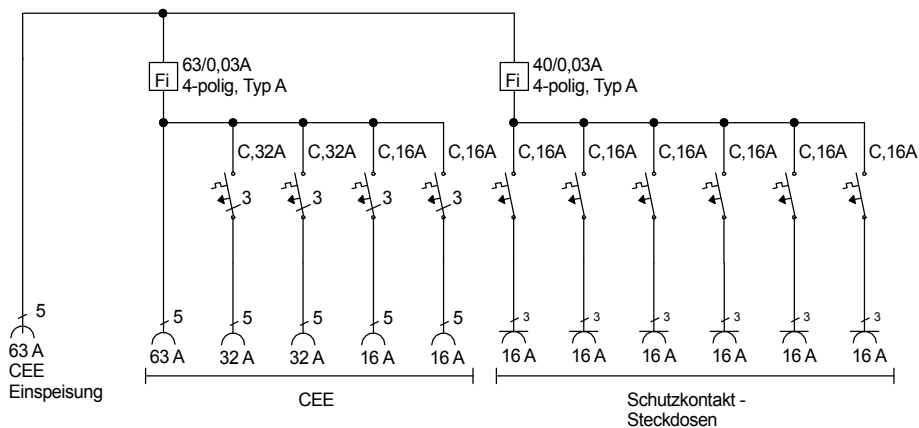 63/0,03A
Fi
4-polig, Typ A
40/0,03A
Fi
4-polig, Typ A
C,32A C,32A C,16A C,16A C,16A C,16A C,16A C,16A C,16A C,16A
3 3 3 3
5 5 5 5 5 5 3 3 3 3 3 3
63 A 63 A 32 A 32 A 16 A 16 A 16 A 16 A 16 A 16 A 16 A 16 A
CEE
Einspeisung
CEE
Schutzkontakt -
Steckdosen